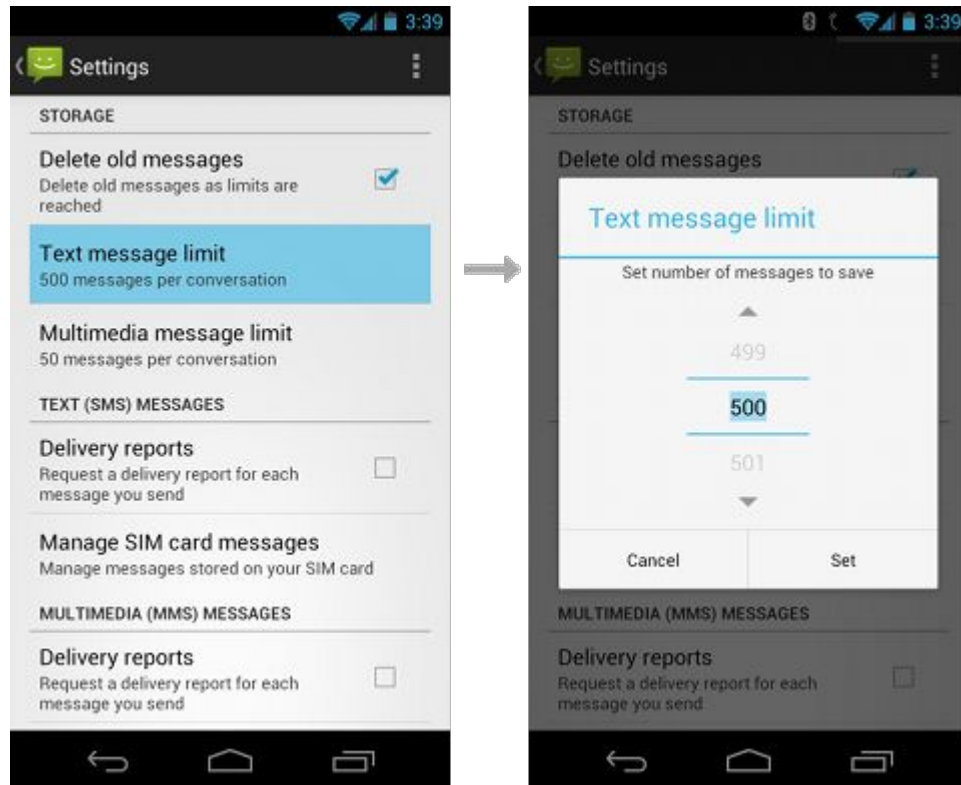 3:39
Settings
STORAGE
Delete old messages
Delete old messages as limits are
reached
Text message limit
500 messages per conversation
Multimedia message limit
50 messages per conversation
TEXT (SMS) MESSAGES
Delivery reports
Request a delivery report for each
message you send
Manage SIM card messages
Manage messages stored on your SIM card
MULTIMEDIA (MMS) MESSAGES
Delivery reports
Request a delivery report for each
message you send
3:39
Settings
STORAGE
Delete old messages
Text message limit
Set number of messages to save
499
500
501
Cancel
Set
MULTIMEDIA (MMS) MESSAGES
Delivery reports
Request a delivery report for each
message you send